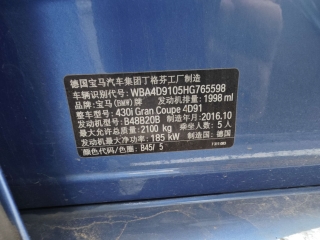 德国宝马汽车集团丁格芬工厂制造
车辆识别代号: WBA4D9105HG765598
品牌: 宝马(BMW)牌 发动机排量: 1998 ml
整车型号: 430i Gran Coupe 4D91
发动机型号: B48B20B 制造年月: 2016.10
最大允许总质量: 2100 kg 乘坐人数: 5 人
发动机最大净功率: 185 kW 制造国: 德国
颜色代码/色圈: B45/ 5